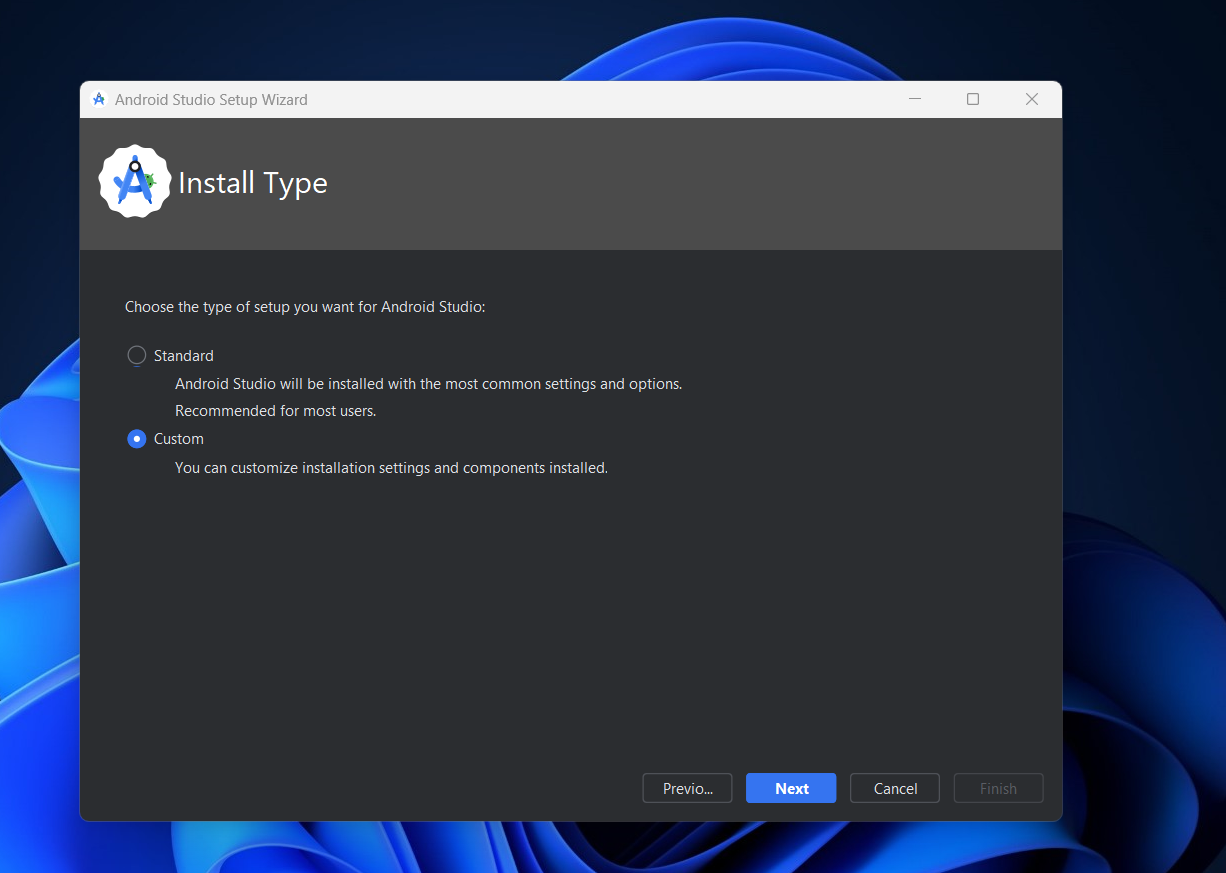 Android Studio Setup Wizard
Install Type
Choose the type of setup you want for Android Studio:
Standard
Android Studio will be installed with the most common settings and options.
Recommended for most users.
Custom
You can customize installation settings and components installed.
Previo... Next Cancel Finish